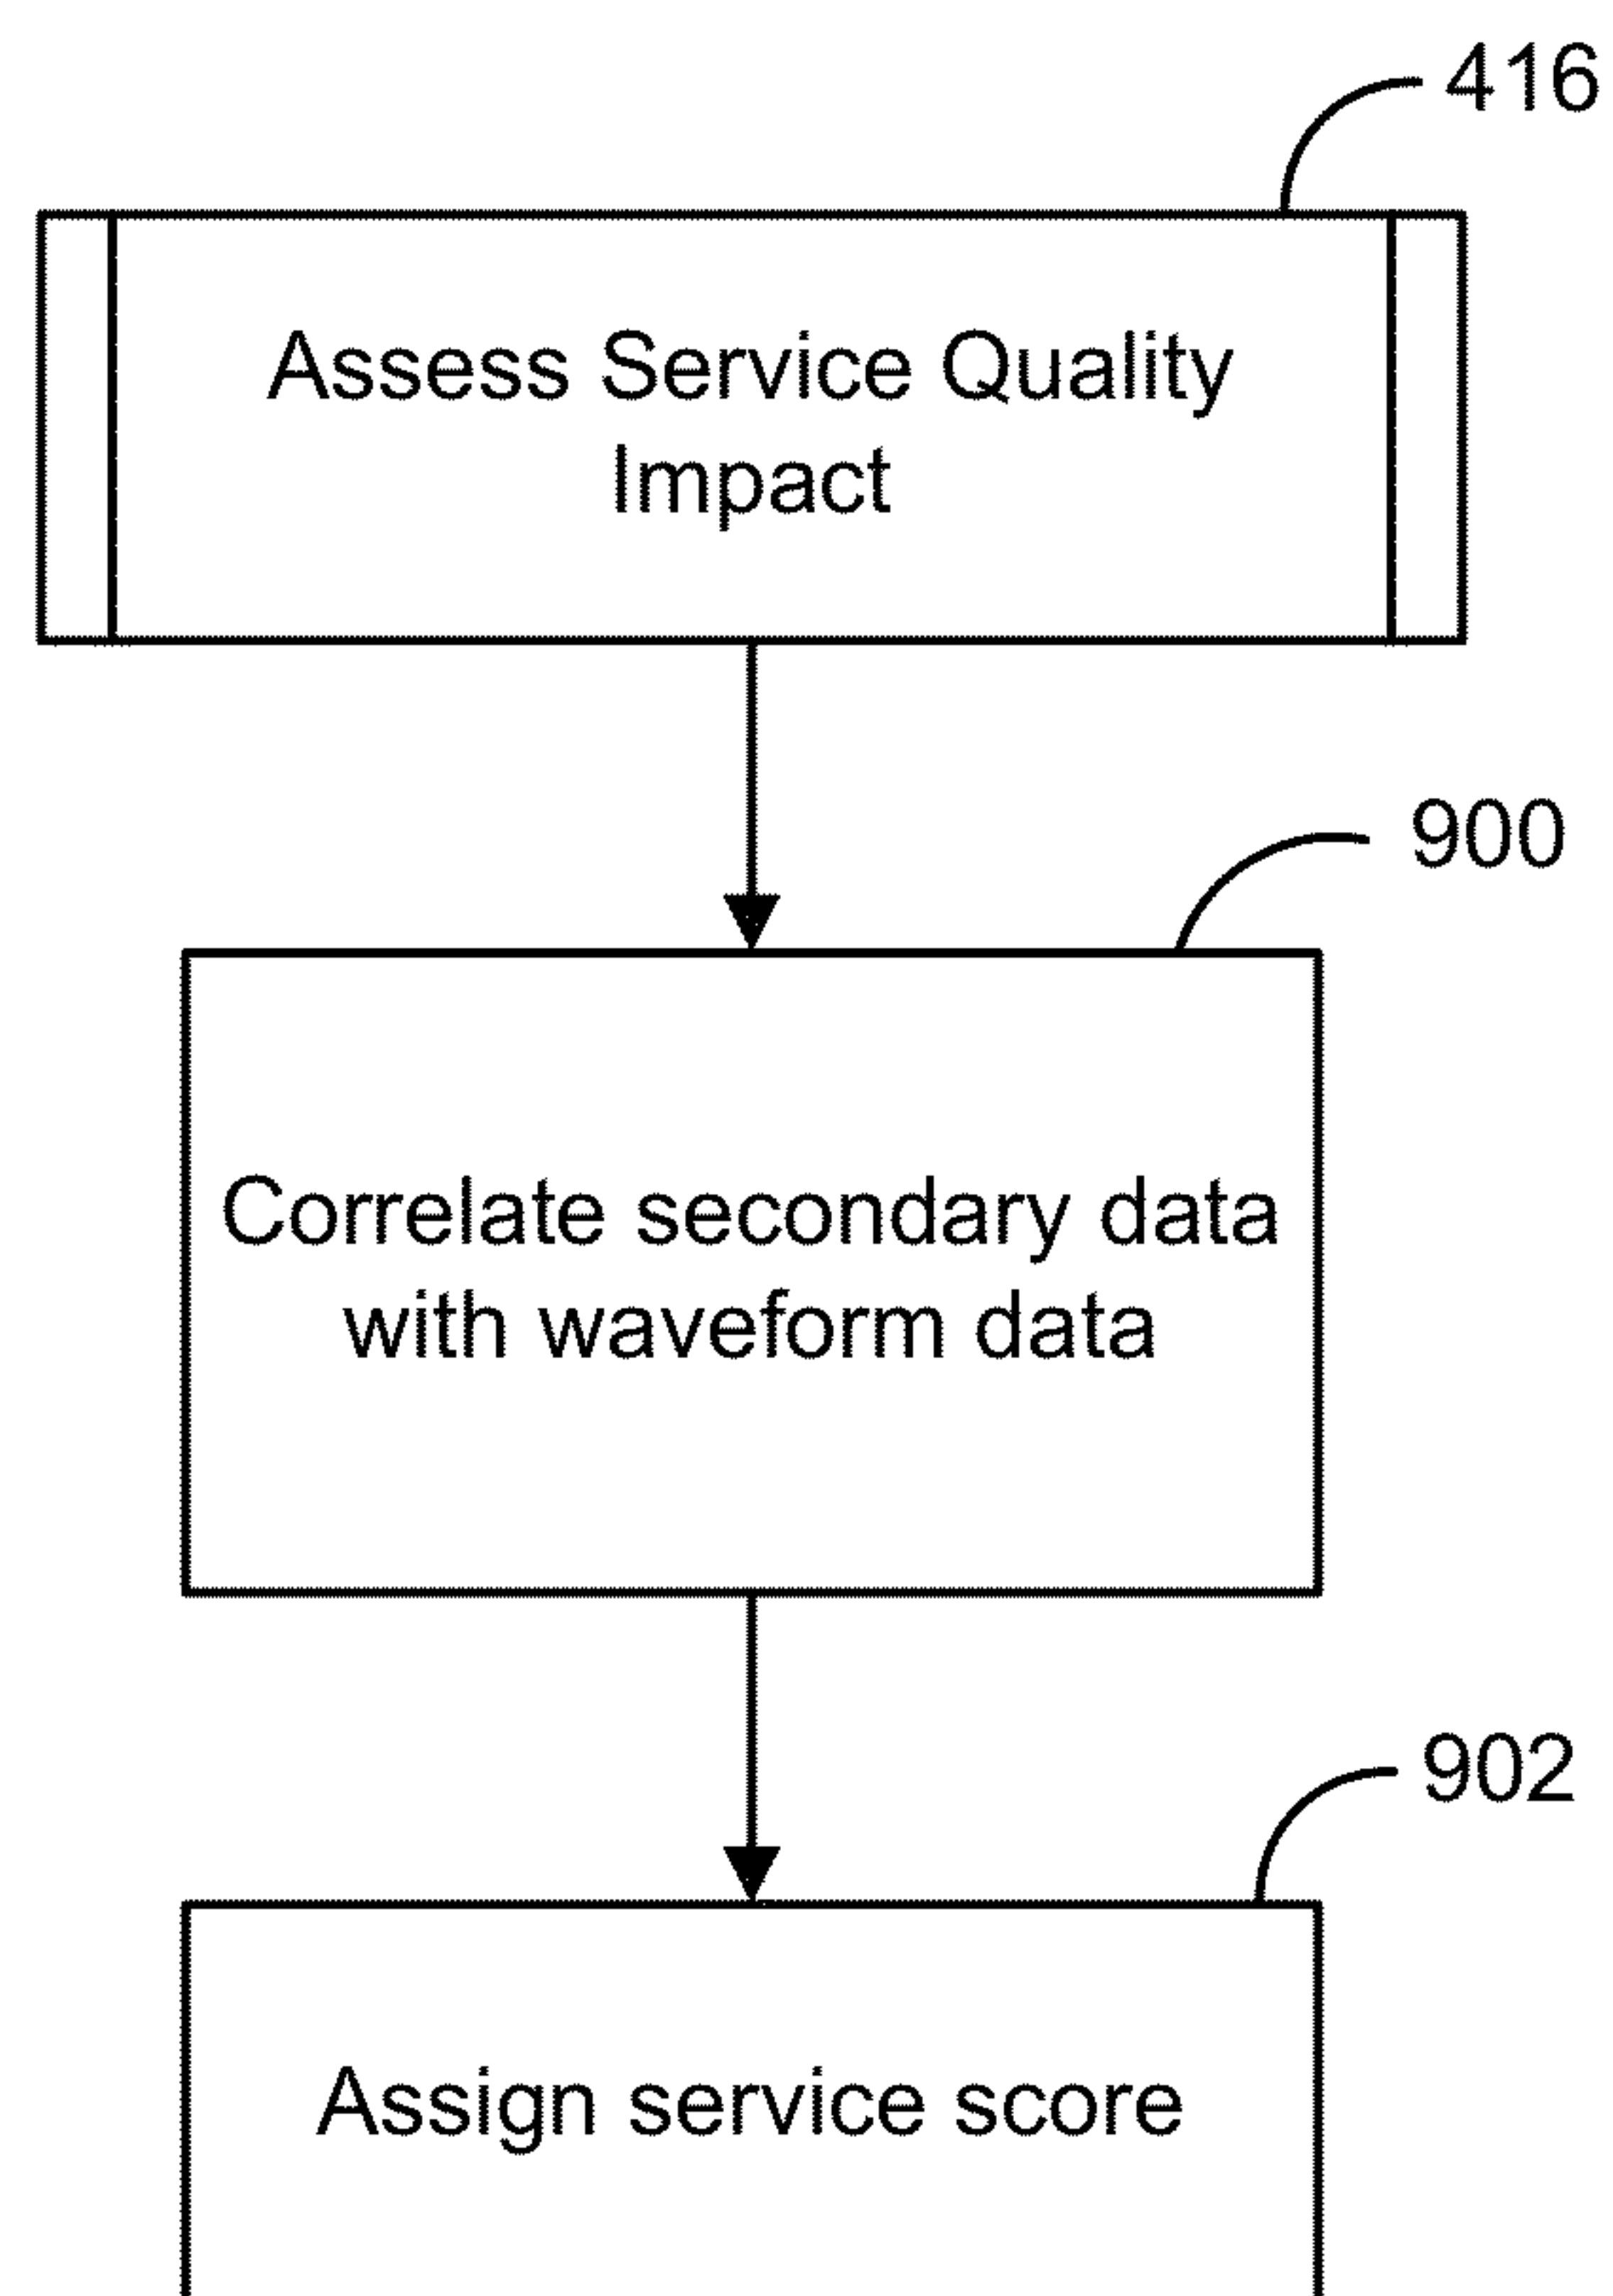 416
Assess Service Quality
Impact
900
Correlate secondary data
with waveform data
902
Assign service score